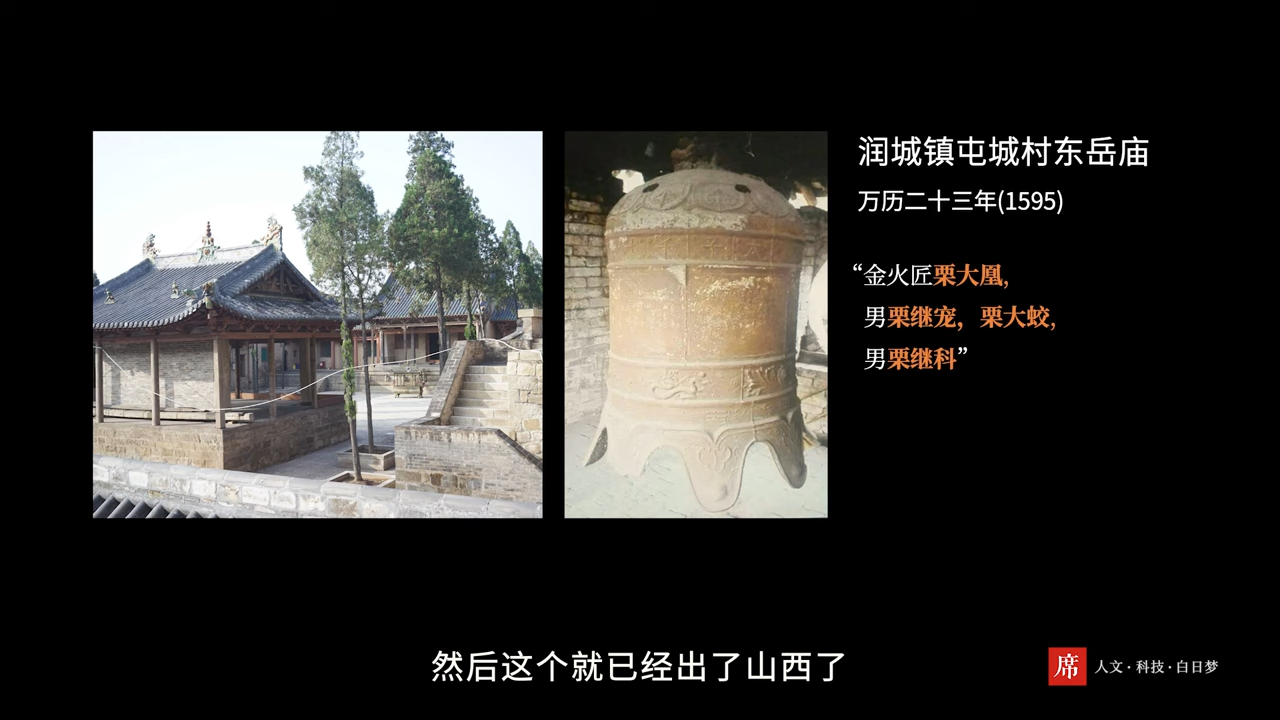 润城镇屯城村东岳庙
万历二十三年(1595)
“金火匠栗大凰,
男栗继宠，栗大蛟,
男栗继科”
然后这个就已经出了山西了
席 人文·科技·白日梦